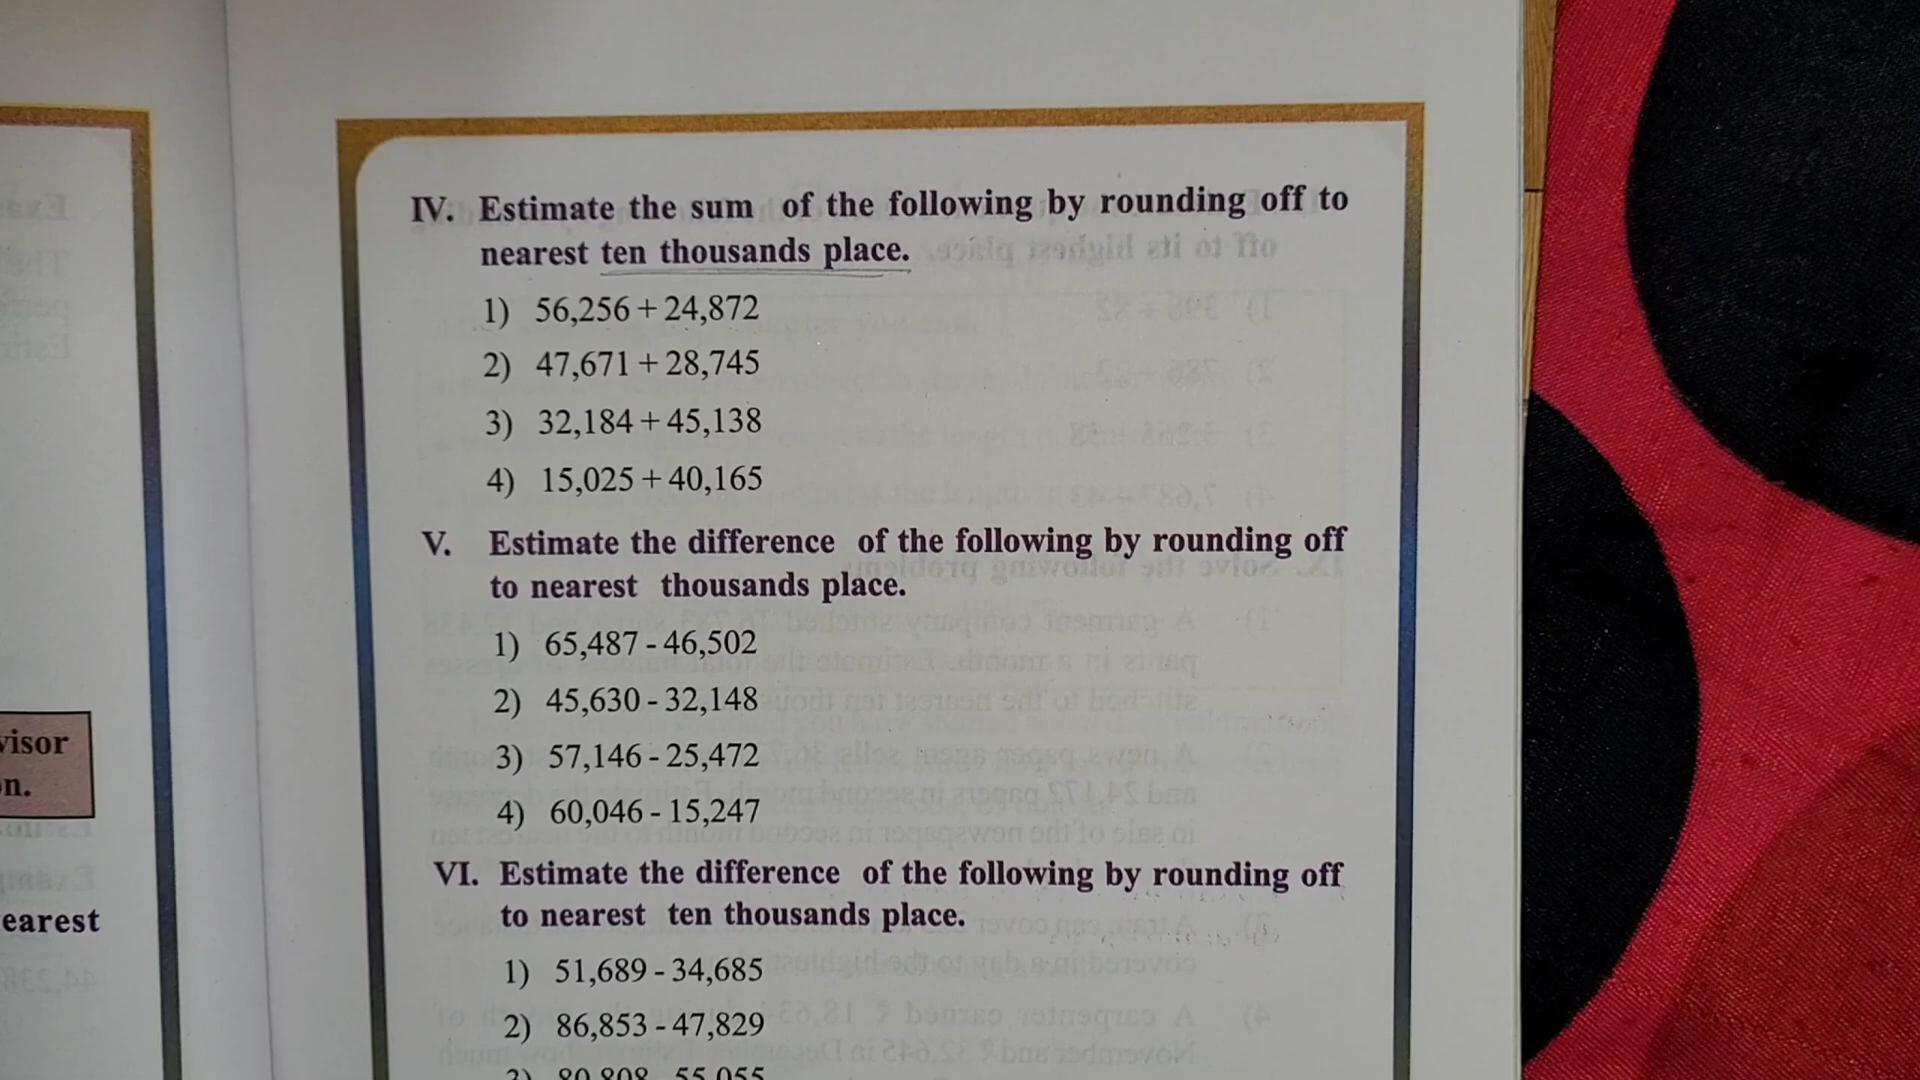 IV. Estimate the sum of the following by rounding off to
nearest ten thousands place.
1) 56,256 + 24,872
2) 47,671 + 28,745
3) 32,184 + 45,138
4) 15,025 + 40,165
V. Estimate the difference of the following by rounding off
to nearest thousands place.
1) 65,487 - 46,502
2) 45,630 - 32,148
3) 57,146 - 25,472
4) 60,046 - 15,247
VI. Estimate the difference of the following by rounding off
to nearest ten thousands place.
1) 51,689 - 34,685
2) 86,853 - 47,829
visor
n.
earest